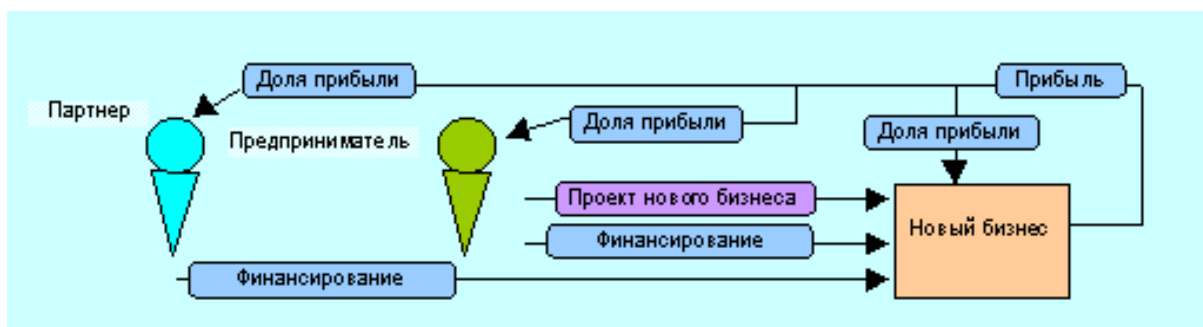 Доля прибыли
Прибыль
Партнер
Доля прибыли
Доля прибыли
Предприниматель
Проект нового бизнеса
Новый бизнес
Финансирование
Финансирование